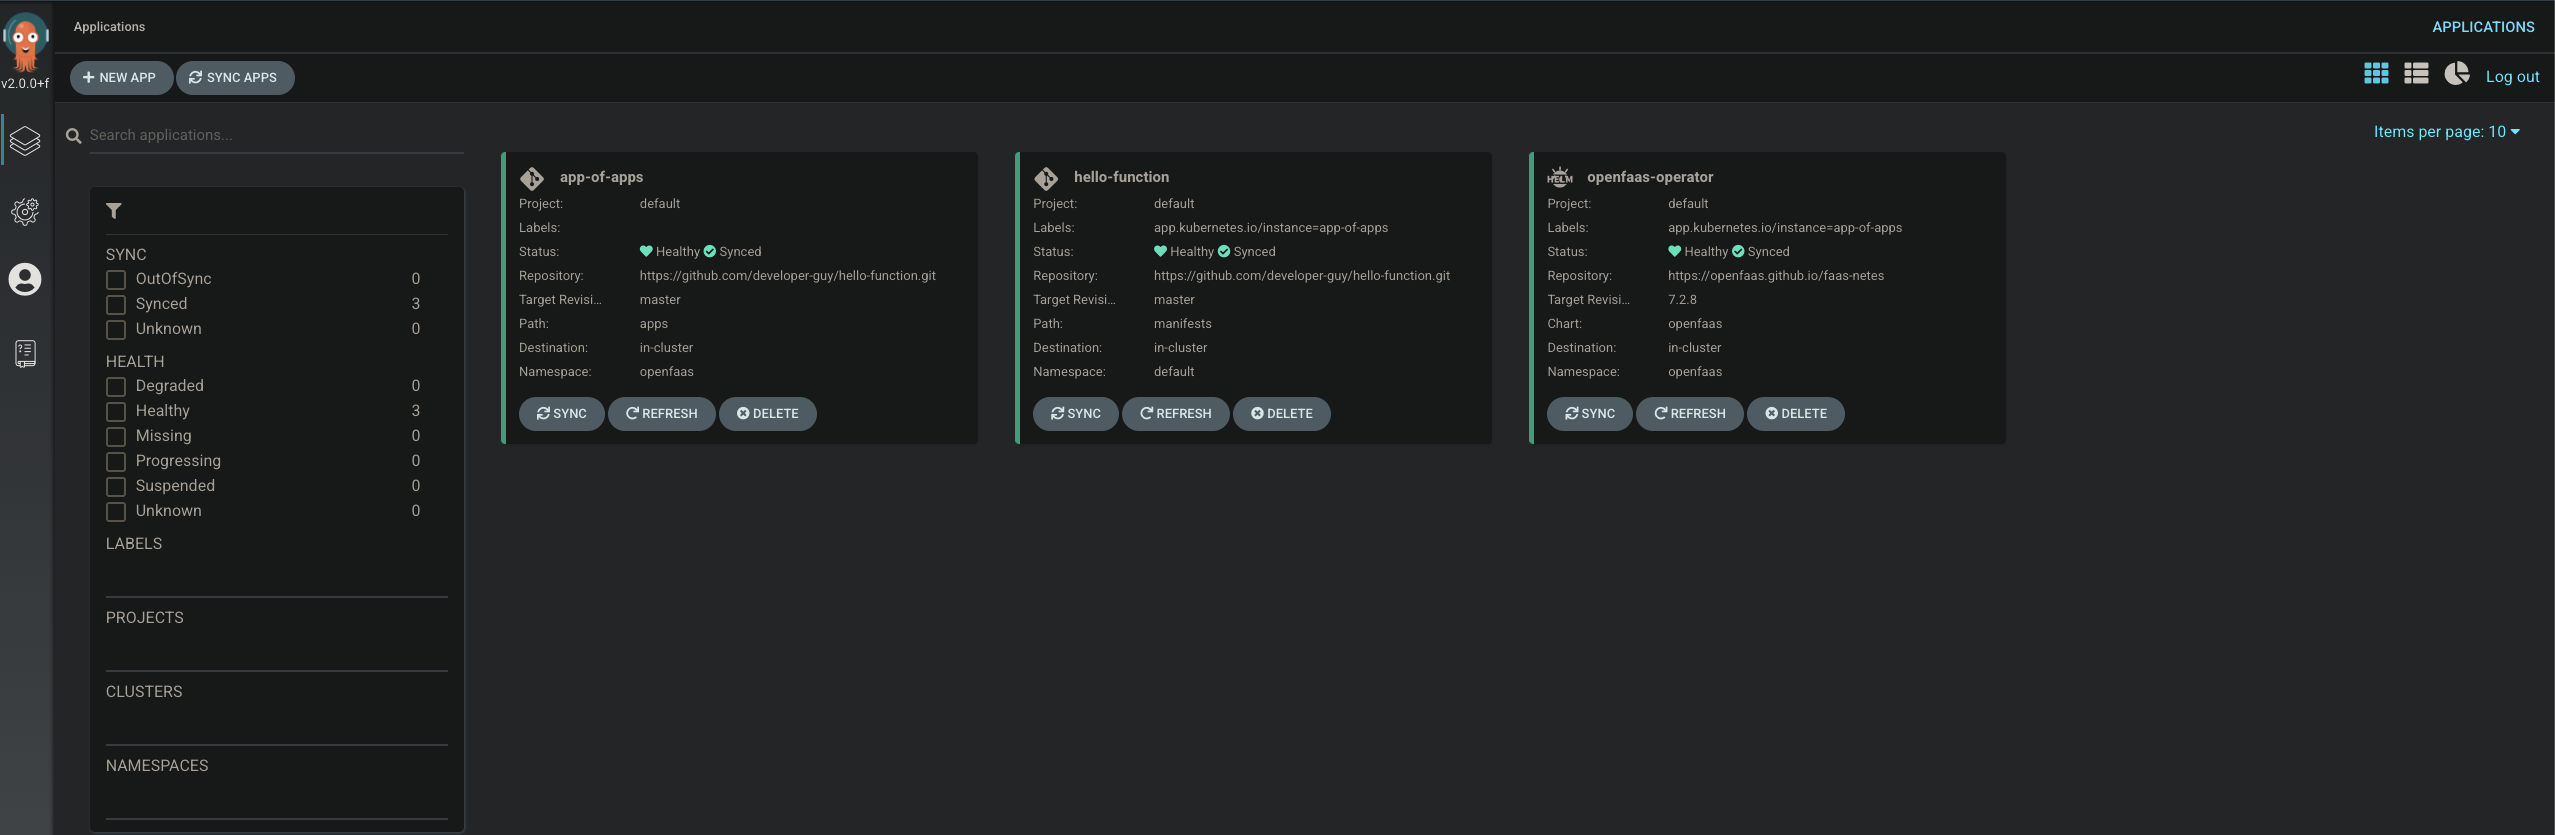 Applications
APPLICATIONS
v2.0.0+f
NEW APP
SYNC APPS
Log out
Search applications...
Items per page: 10
SYNC
OutOfSync 0
Synced 3
Unknown 0
HEALTH
Degraded 0
Healthy 3
Missing 0
Progressing 0
Suspended 0
Unknown 0
LABELS
PROJECTS
CLUSTERS
NAMESPACES
app-of-apps
Project: default
Labels:
Status: Healthy Synced
Repository: https://github.com/developer-guy/hello-function.git
Target Revisi... master
Path: apps
Destination: in-cluster
Namespace: openfaas
SYNC REFRESH DELETE
hello-function
Project: default
Labels: app.kubernetes.io/instance=app-of-apps
Status: Healthy Synced
Repository: https://github.com/developer-guy/hello-function.git
Target Revisi... master
Path: manifests
Destination: in-cluster
Namespace: default
SYNC REFRESH DELETE
HELM
openfaas-operator
Project: default
Labels: app.kubernetes.io/instance=app-of-apps
Status: Healthy Synced
Repository: https://openfaas.github.io/faas-netes
Target Revisi... 7.2.8
Chart: openfaas
Destination: in-cluster
Namespace: openfaas
SYNC REFRESH DELETE